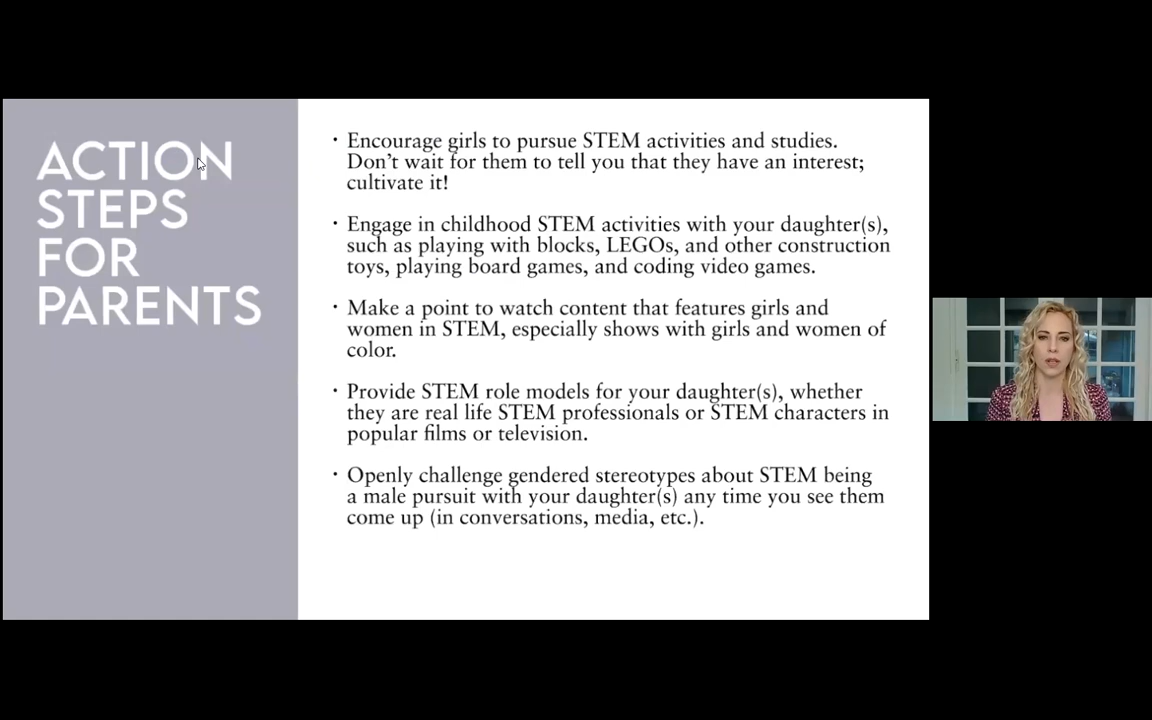 ACTION
STEPS
FOR
PARENTS
· Encourage girls to pursue STEM activities and studies.
Don’t wait for them to tell you that they have an interest;
cultivate it!
· Engage in childhood STEM activities with your daughter(s),
such as playing with blocks, LEGOs, and other construction
toys, playing board games, and coding video games.
· Make a point to watch content that features girls and
women in STEM, especially shows with girls and women of
color.
· Provide STEM role models for your daughter(s), whether
they are real life STEM professionals or STEM characters in
popular films or television.
· Openly challenge gendered stereotypes about STEM being
a male pursuit with your daughter(s) any time you see them
come up (in conversations, media, etc.).